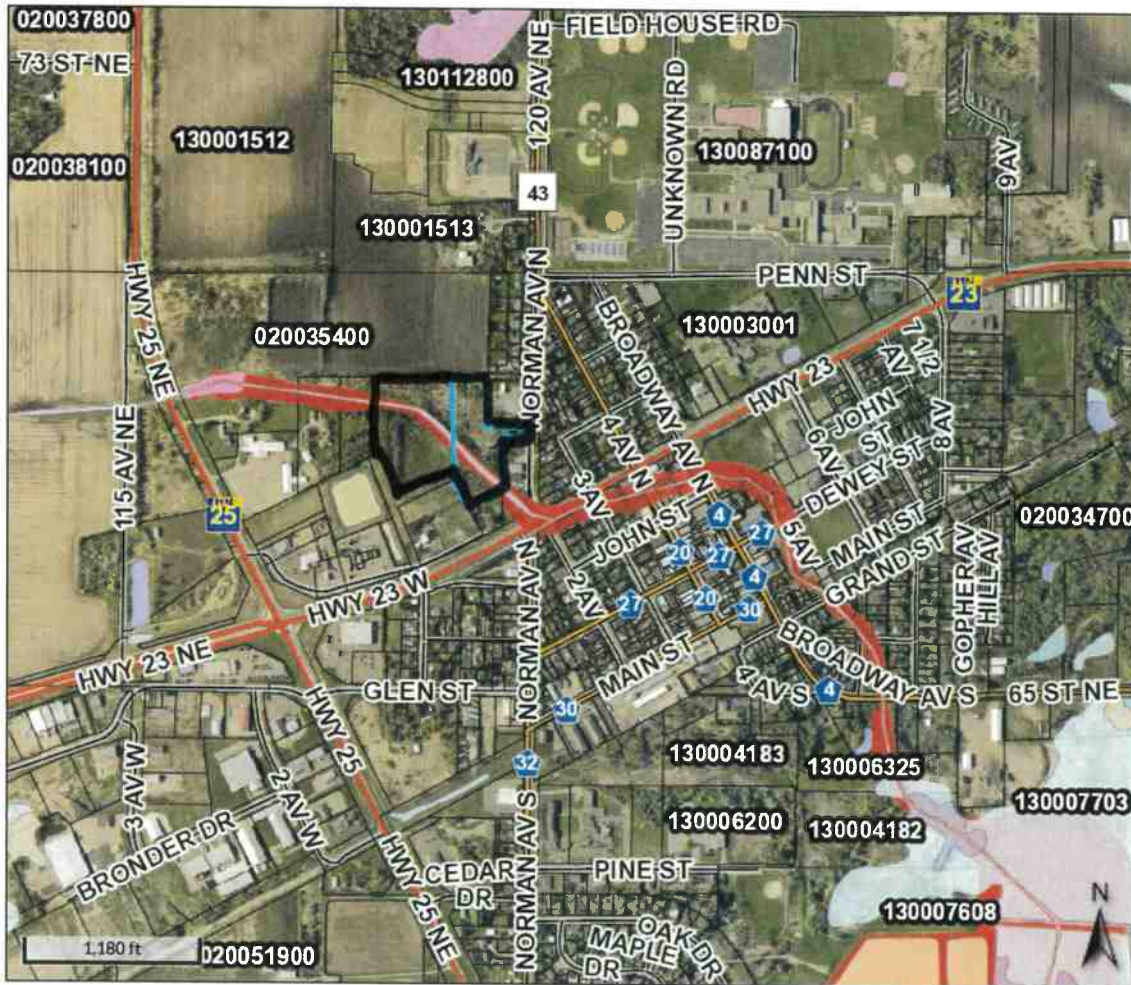 020037800
73 ST NE
130112800
120 AV NE
FIELD HOUSE RD
UNKNOWN RD
130001512
020038100
130087100
9 AV
43
130001513
HWY 25 NE
NORMAN AV N
PENN ST
23
020035400
BROADWAY AV N
130003001
7 1/2 AV
HWY 23
115 AV NE
NORMAN AV N
4 AV N
JOHN ST
8 AV
6 AV
DEWEY ST
3 AV
25
JOHN ST
4
27
5 AV
MAIN ST
020034700
20
27
GRAND ST
4
HWY 23 W
NORMAN AV N
2 AV
27
20
30
GOPHER AV
HILL AV
HWY 23 NE
MAIN ST
BROADWAY AV S
GLEN ST
4 AV S
4
65 ST NE
30
HWY 25
3 AV W
2 AV W
32
130004183
130006325
130007703
BRONDER DR
NORMAN AV S
130006200
130004182
HWY 25 NE
CEDAR DR
PINE ST
130007608
N
OAK DR
MAPLE DR
1,180 ft
020051900